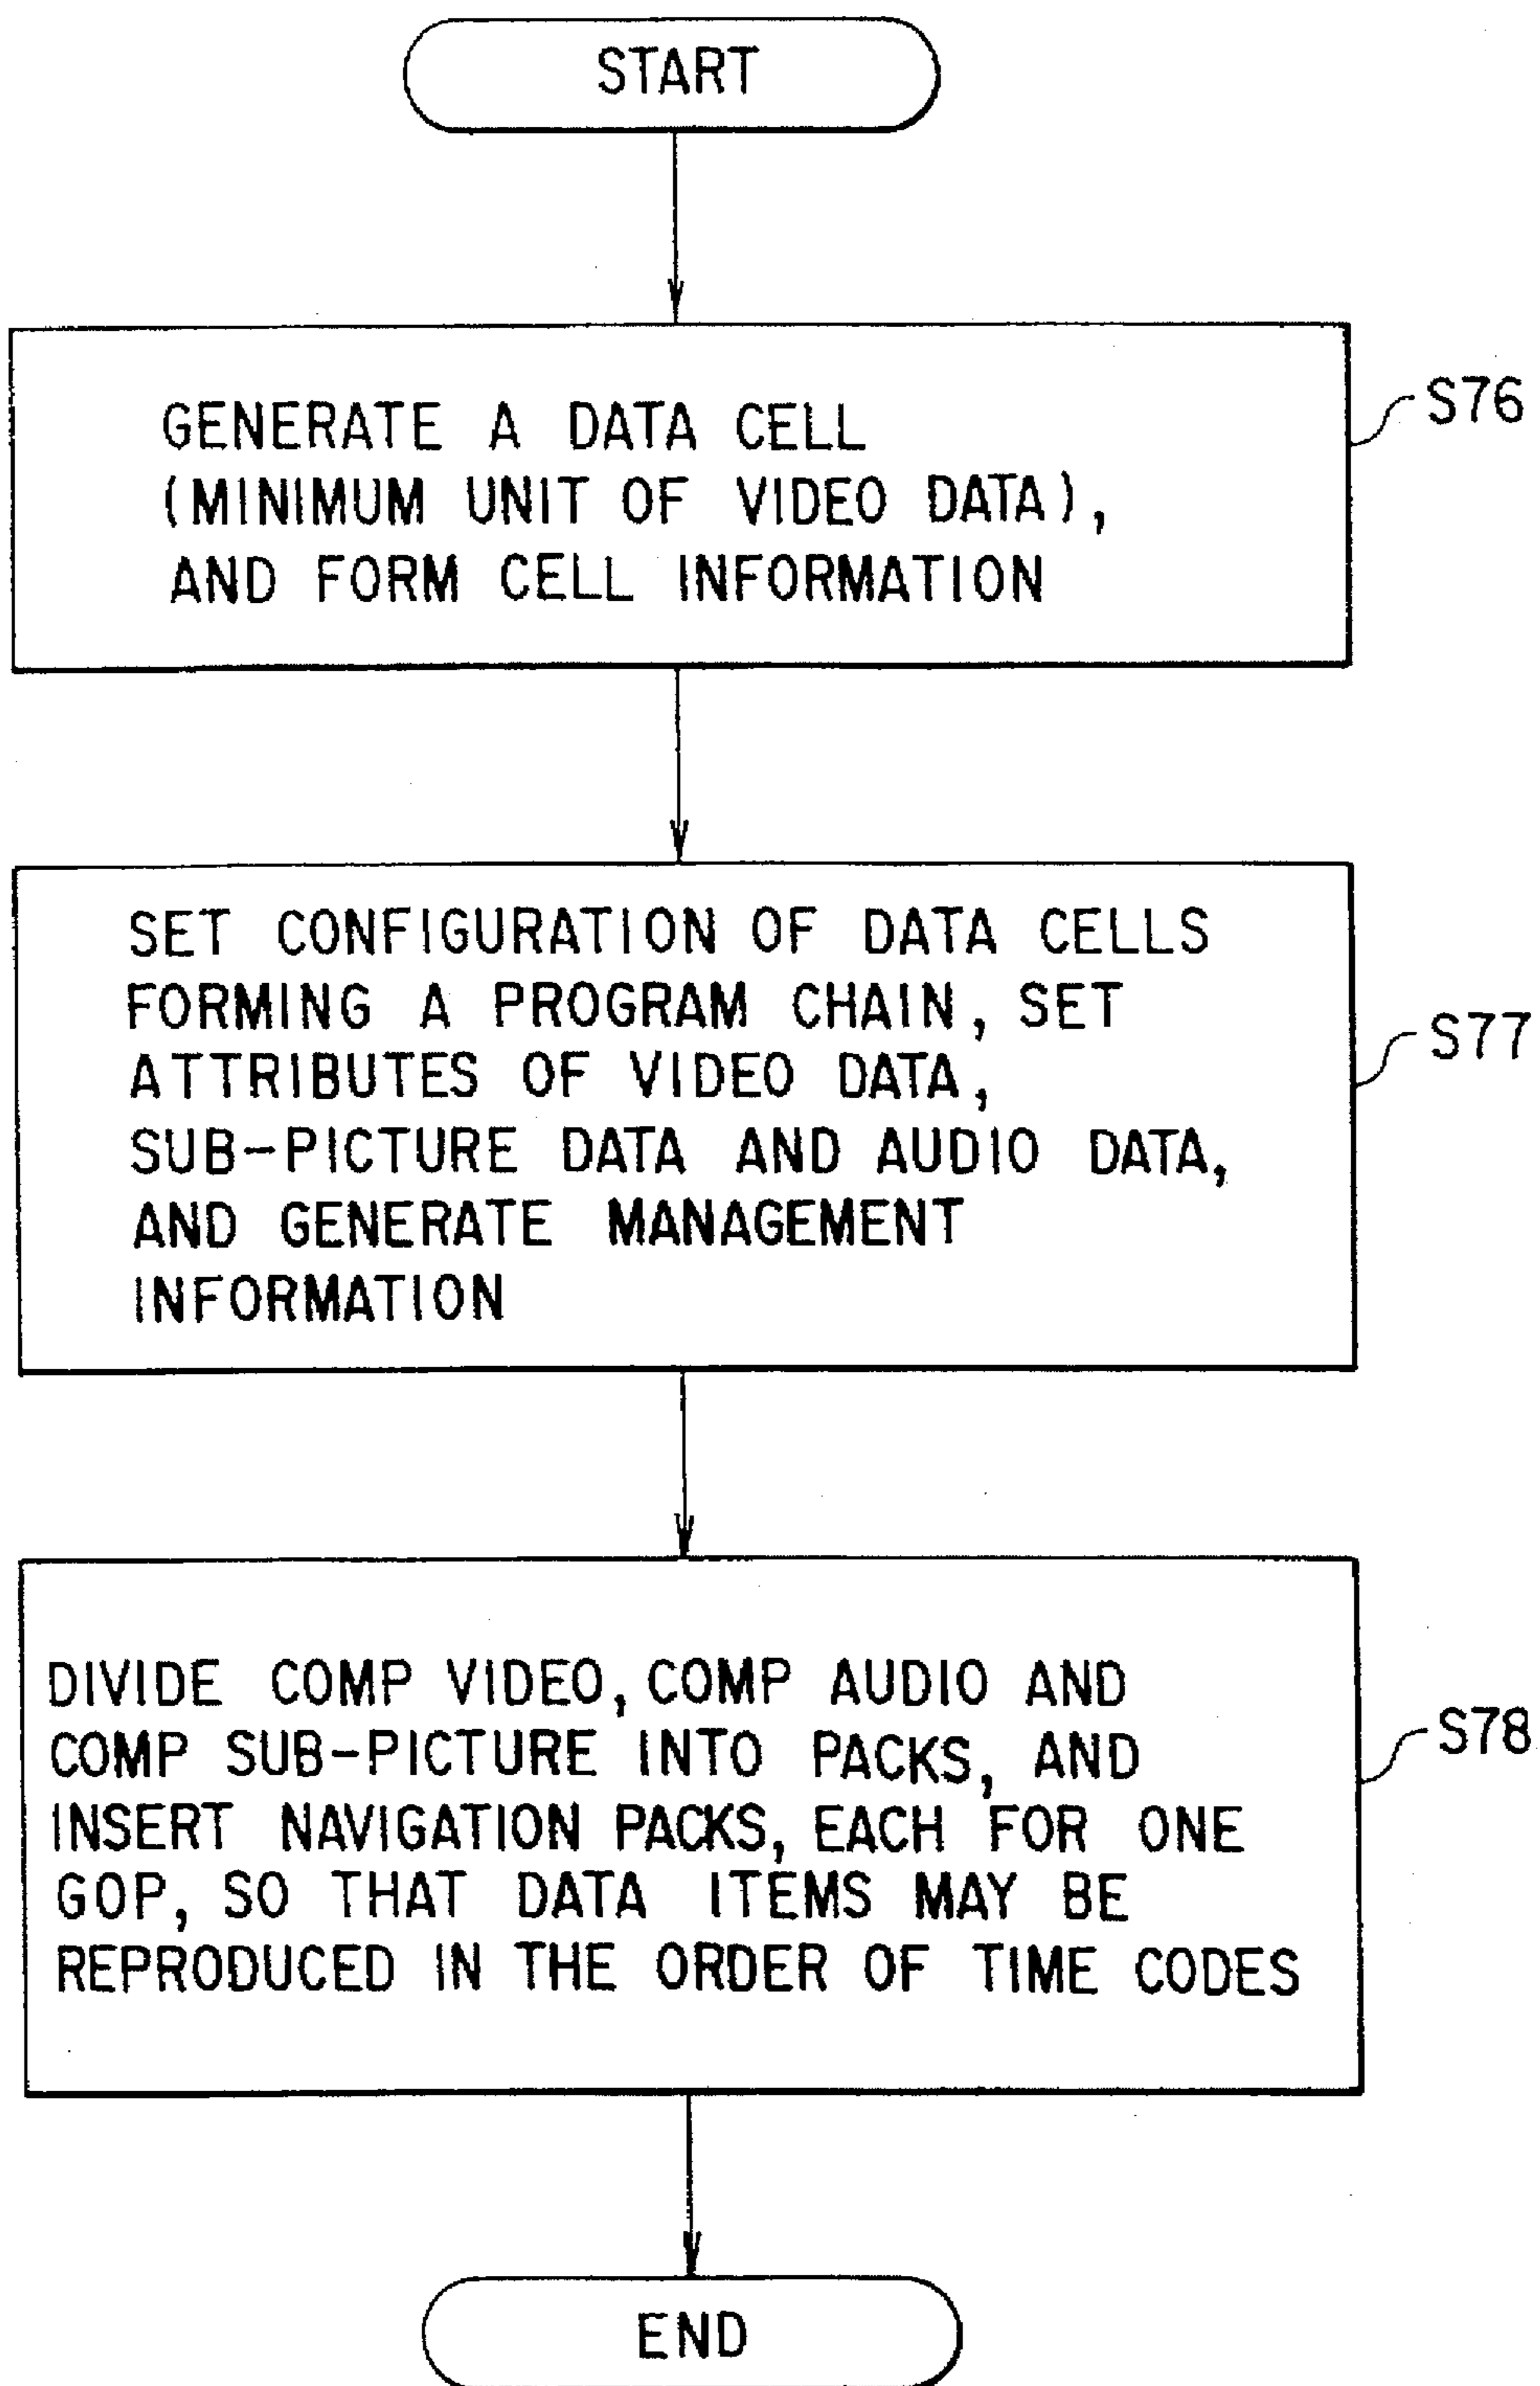 START
GENERATE A DATA CELL
(MINIMUM UNIT OF VIDEO DATA),
AND FORM CELL INFORMATION
S76
SET CONFIGURATION OF DATA CELLS
FORMING A PROGRAM CHAIN, SET
ATTRIBUTES OF VIDEO DATA,
SUB-PICTURE DATA AND AUDIO DATA,
AND GENERATE MANAGEMENT
INFORMATION
S77
DIVIDE COMP VIDEO, COMP AUDIO AND
COMP SUB-PICTURE INTO PACKS, AND
INSERT NAVIGATION PACKS, EACH FOR ONE
GOP, SO THAT DATA ITEMS MAY BE
REPRODUCED IN THE ORDER OF TIME CODES
S78
END